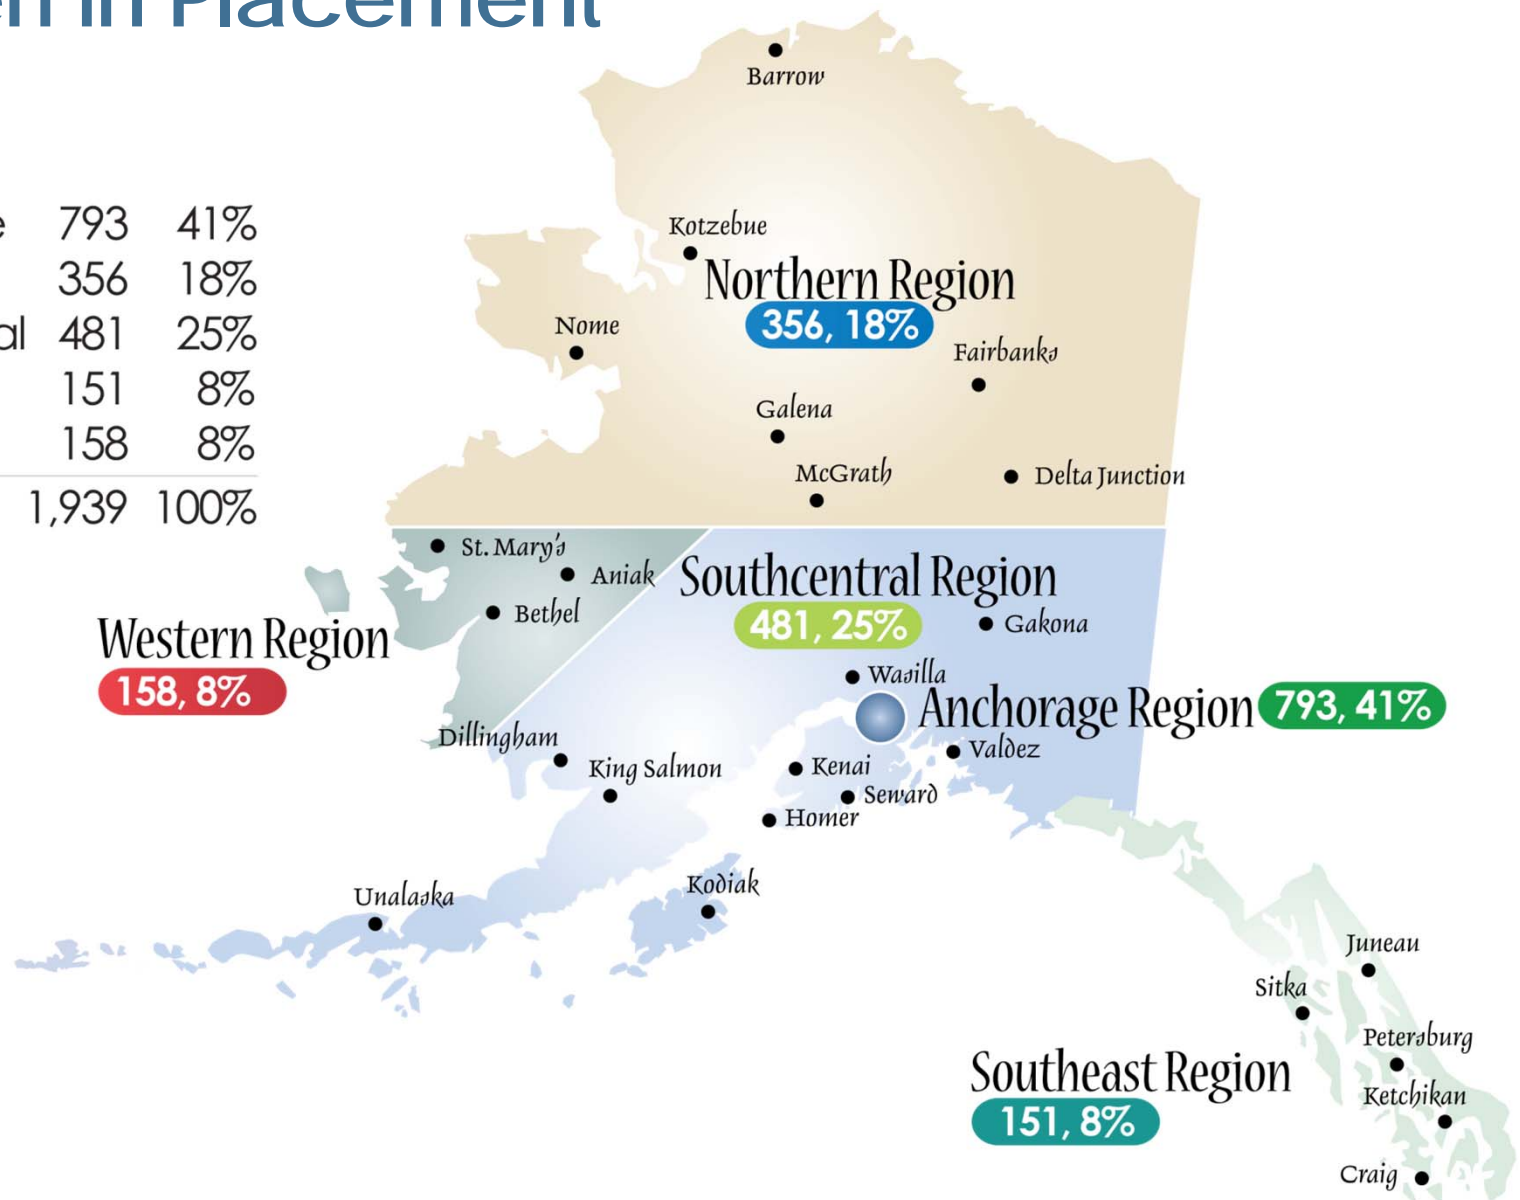 in Placement
793 41%
356 18%
481 25%
151 8%
158 8%
1,939 100%
Barrow
Kotzebue
Northern Region
356, 18%
Nome
Fairbanks
Galena
McGrath
Delta Junction
St. Mary's
Aniak
Bethel
Southcentral Region
481, 25%
Gakona
Western Region
158, 8%
Wasilla
Anchorage Region 793, 41%
Dillingham
Valdez
King Salmon
Kenai
Seward
Homer
Unalaska
Kodiak
Juneau
Sitka
Petersburg
Southeast Region
151, 8%
Ketchikan
Craig